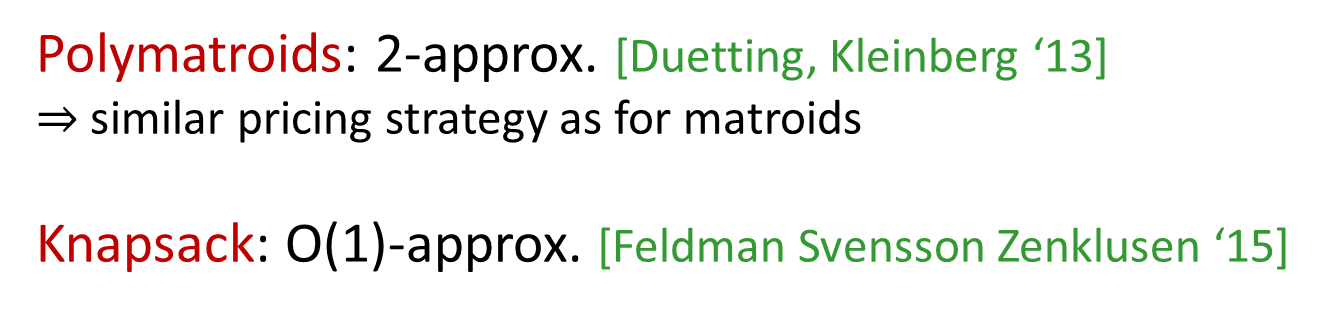 Polymatroids: 2-approx. [Duetting, Kleinberg ‘13]
⇒ similar pricing strategy as for matroids
Knapsack: O(1)-approx. [Feldman Svensson Zenklusen ‘15]